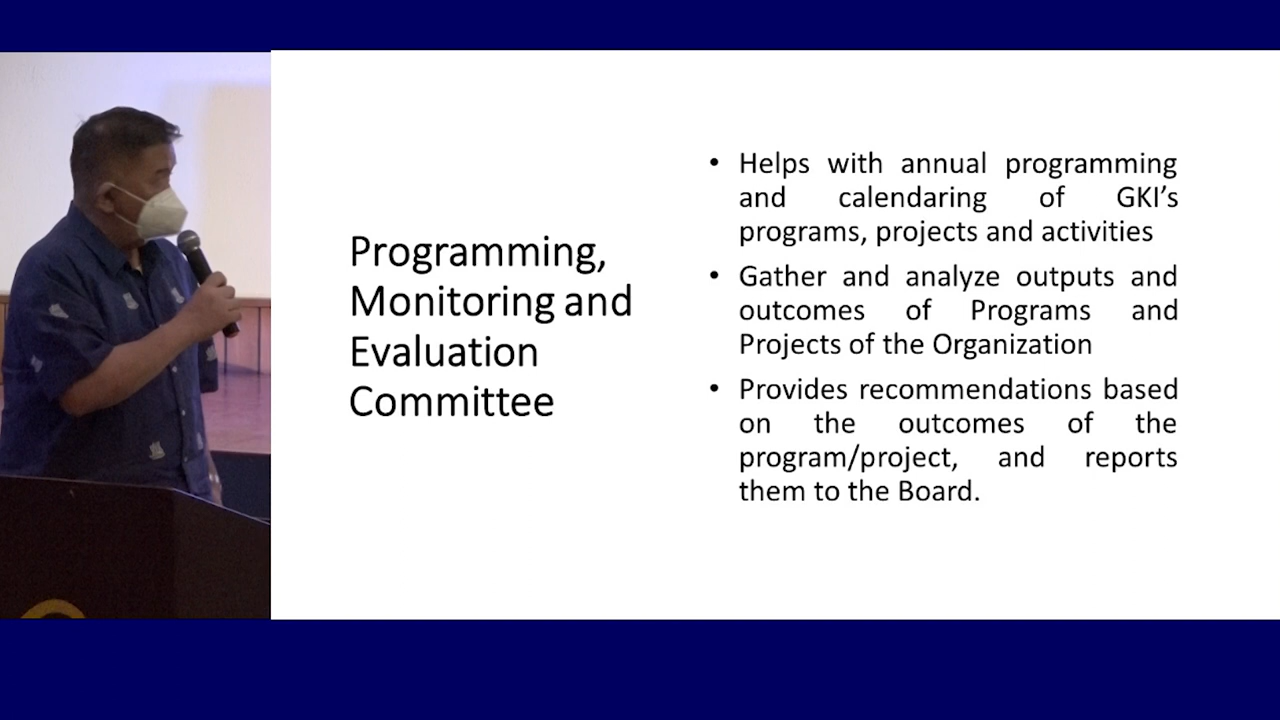 Programming,
Monitoring and
Evaluation
Committee
• Helps with annual programming
and calendaring of GKI’s
programs, projects and activities
• Gather and analyze outputs and
outcomes of Programs and
Projects of the Organization
• Provides recommendations based
on the outcomes of the
program/project, and reports
them to the Board.